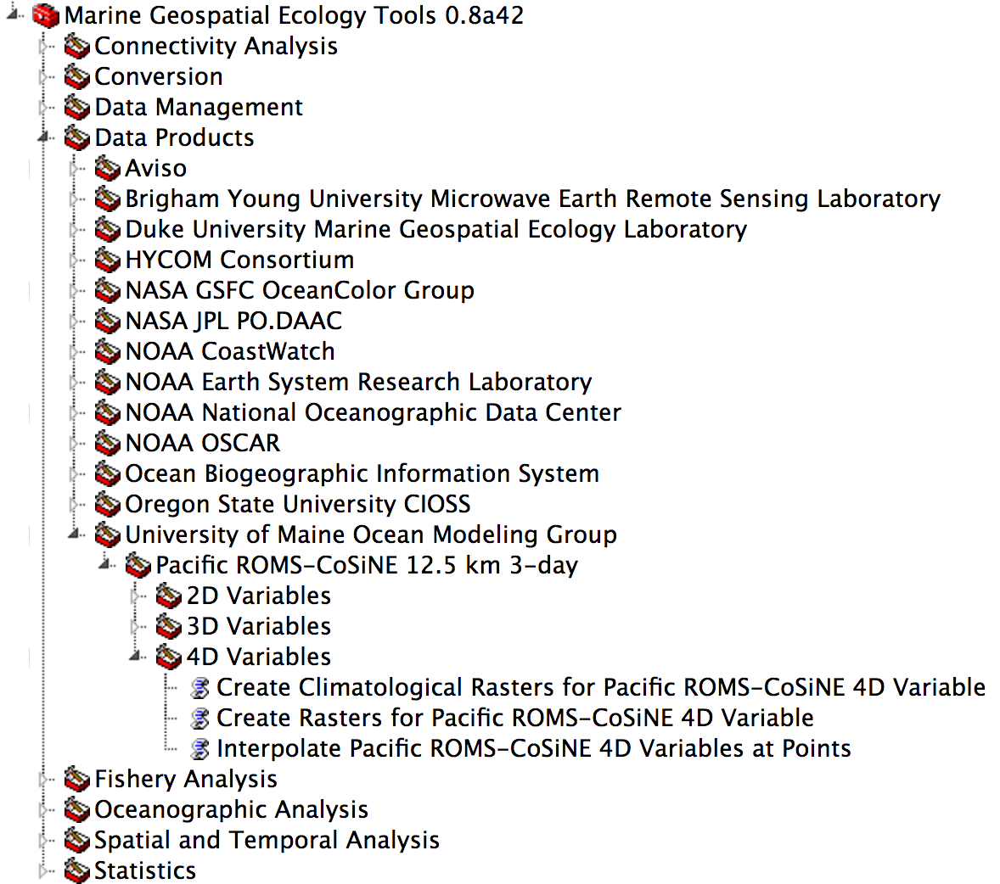 Marine Geospatial Ecology Tools 0.8a42
Connectivity Analysis
Conversion
Data Management
Data Products
Aviso
Brigham Young University Microwave Earth Remote Sensing Laboratory
Duke University Marine Geospatial Ecology Laboratory
HYCOM Consortium
NASA GSFC OceanColor Group
NASA JPL PO.DAAC
NOAA CoastWatch
NOAA Earth System Research Laboratory
NOAA National Oceanographic Data Center
NOAA OSCAR
Ocean Biogeographic Information System
Oregon State University CIOSS
University of Maine Ocean Modeling Group
Pacific ROMS-CoSiNE 12.5 km 3-day
2D Variables
3D Variables
4D Variables
Create Climatological Rasters for Pacific ROMS-CoSiNE 4D Variable
Create Rasters for Pacific ROMS-CoSiNE 4D Variable
Interpolate Pacific ROMS-CoSiNE 4D Variables at Points
Fishery Analysis
Oceanographic Analysis
Spatial and Temporal Analysis
Statistics